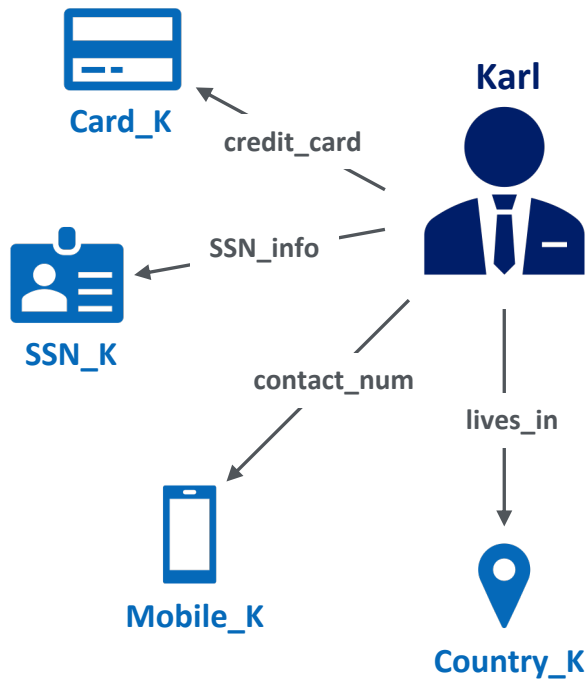 Karl
Card_K
credit_card
SSN_info
SSN_K
contact_num
lives_in
Mobile_K
Country_K